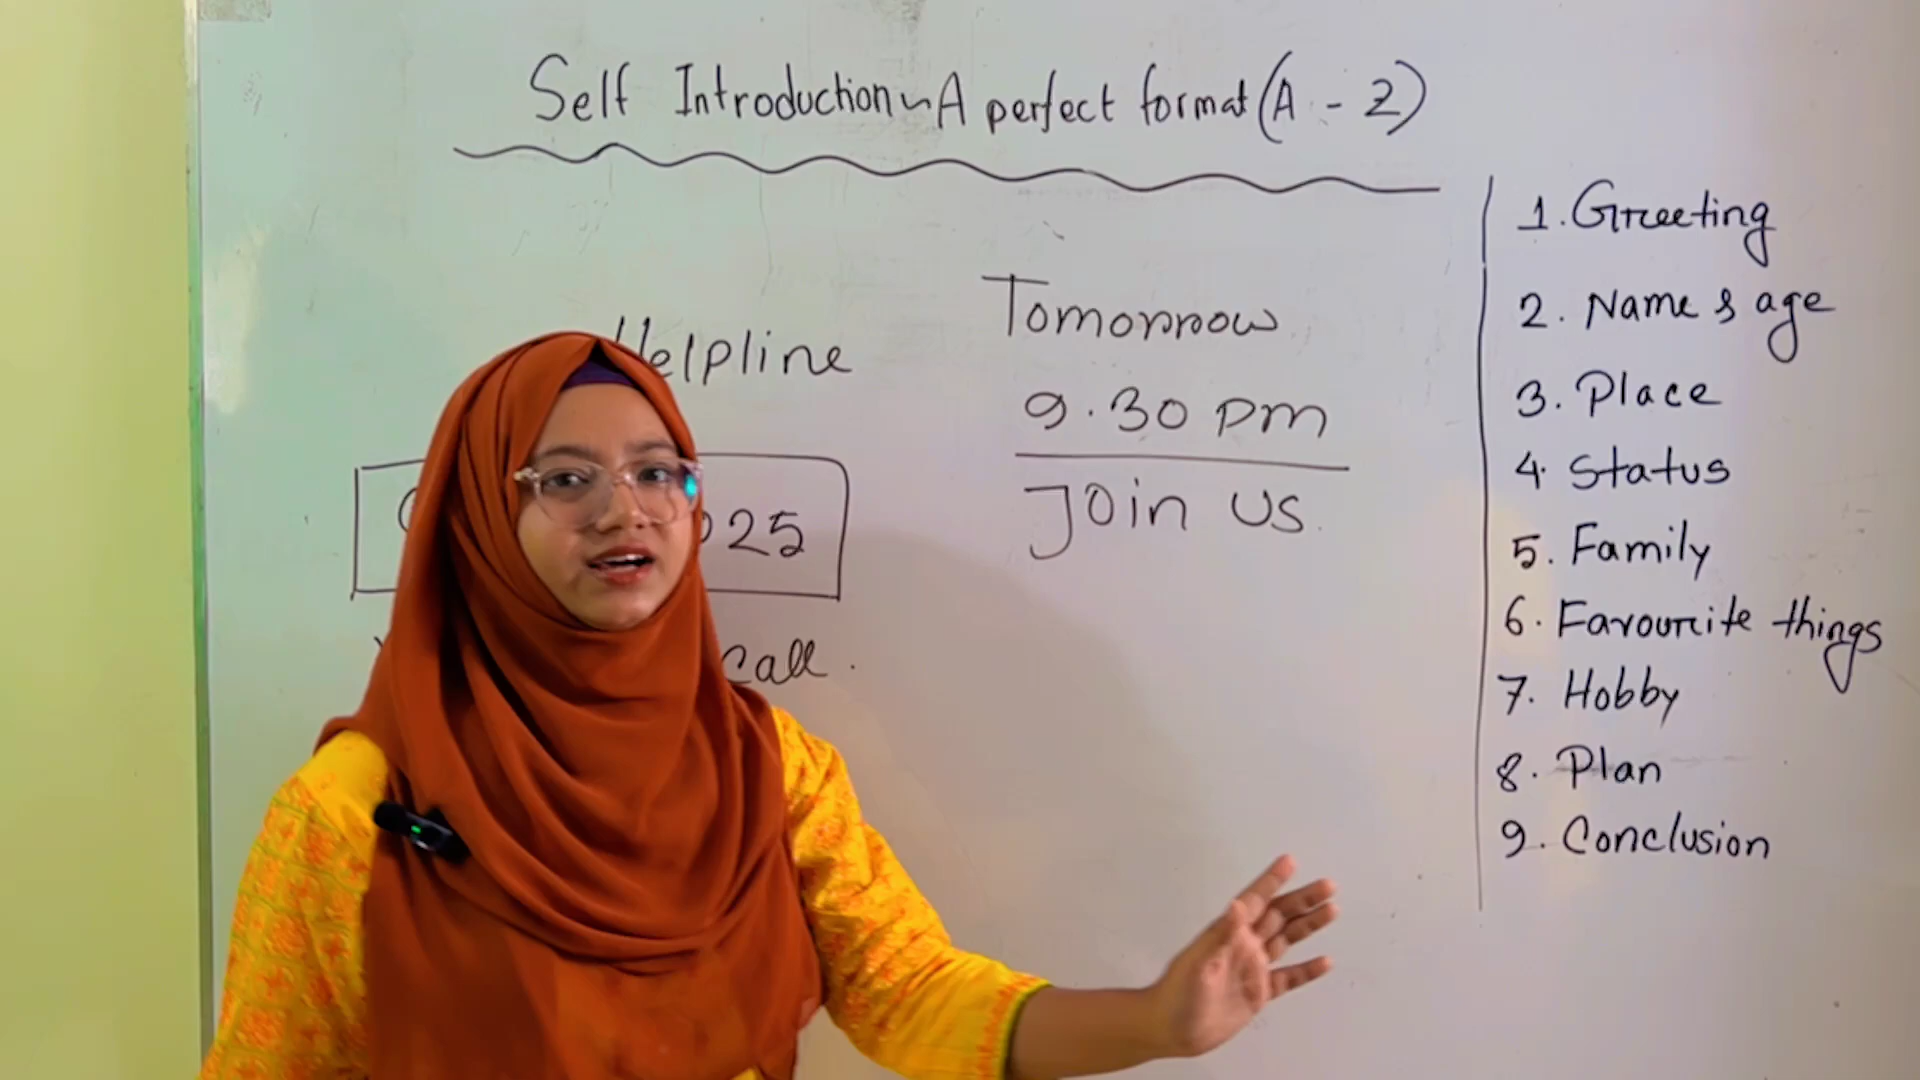 Self Introduction ~ A perfect format (A - Z)
Helpline
025
call.
Tomorrow
9.30 pm
Join us.
1. Greeting
2. Name & age
3. Place
4. Status
5. Family
6. Favourite things
7. Hobby
8. Plan
9. Conclusion